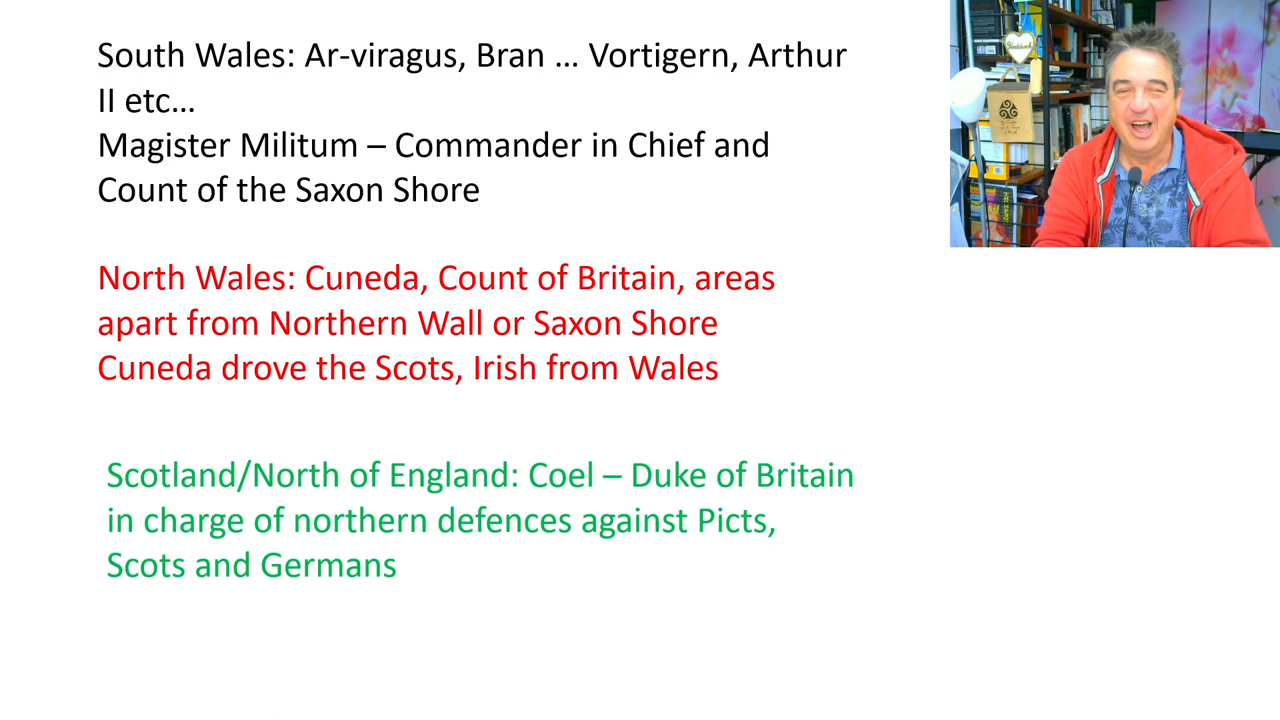 South Wales: Ar-viragus, Bran … Vortigern, Arthur
II etc…
Magister Militum – Commander in Chief and
Count of the Saxon Shore
North Wales: Cuneda, Count of Britain, areas
apart from Northern Wall or Saxon Shore
Cuneda drove the Scots, Irish from Wales
Scotland/North of England: Coel – Duke of Britain
in charge of northern defences against Picts,
Scots and Germans